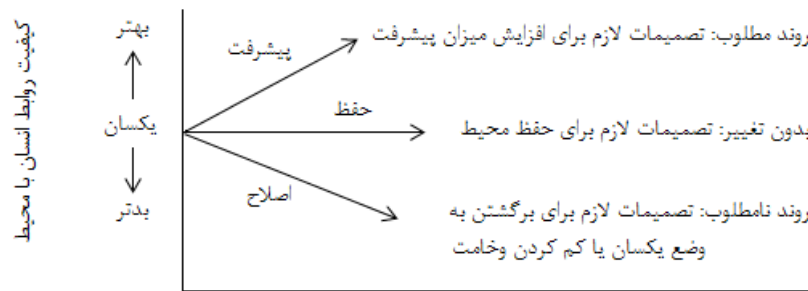 کیفیت روابط انسان با محیط
بهتر
یکسان
بدتر
پیشرفت
روند مطلوب: تصمیمات لازم برای افزایش میزان پیشرفت
حفظ
بدون تغییر: تصمیمات لازم برای حفظ محیط
اصلاح
روند نامطلوب: تصمیمات لازم برای برگشتن به
وضع یکسان یا کم کردن وخامت